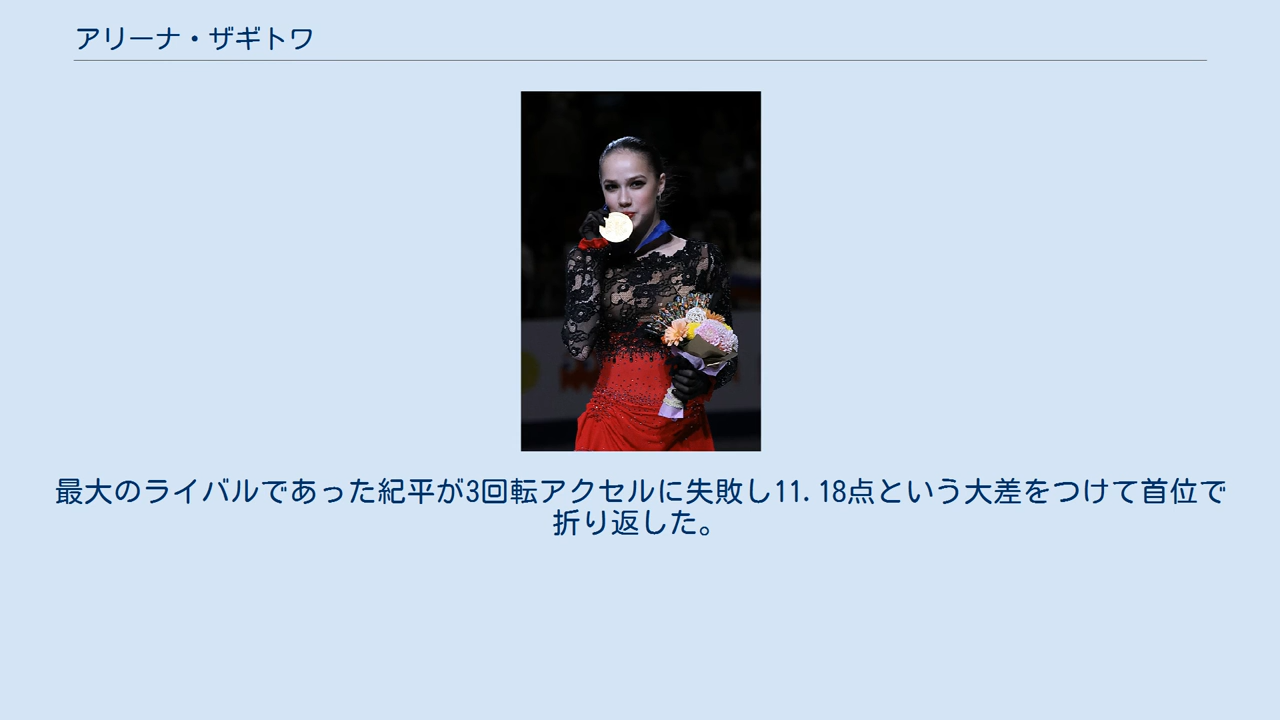 アリーナ・ザギトワ
最大のライバルであった紀平が3回転アクセルに失敗し11.18点という大差をつけて首位で
折り返した。